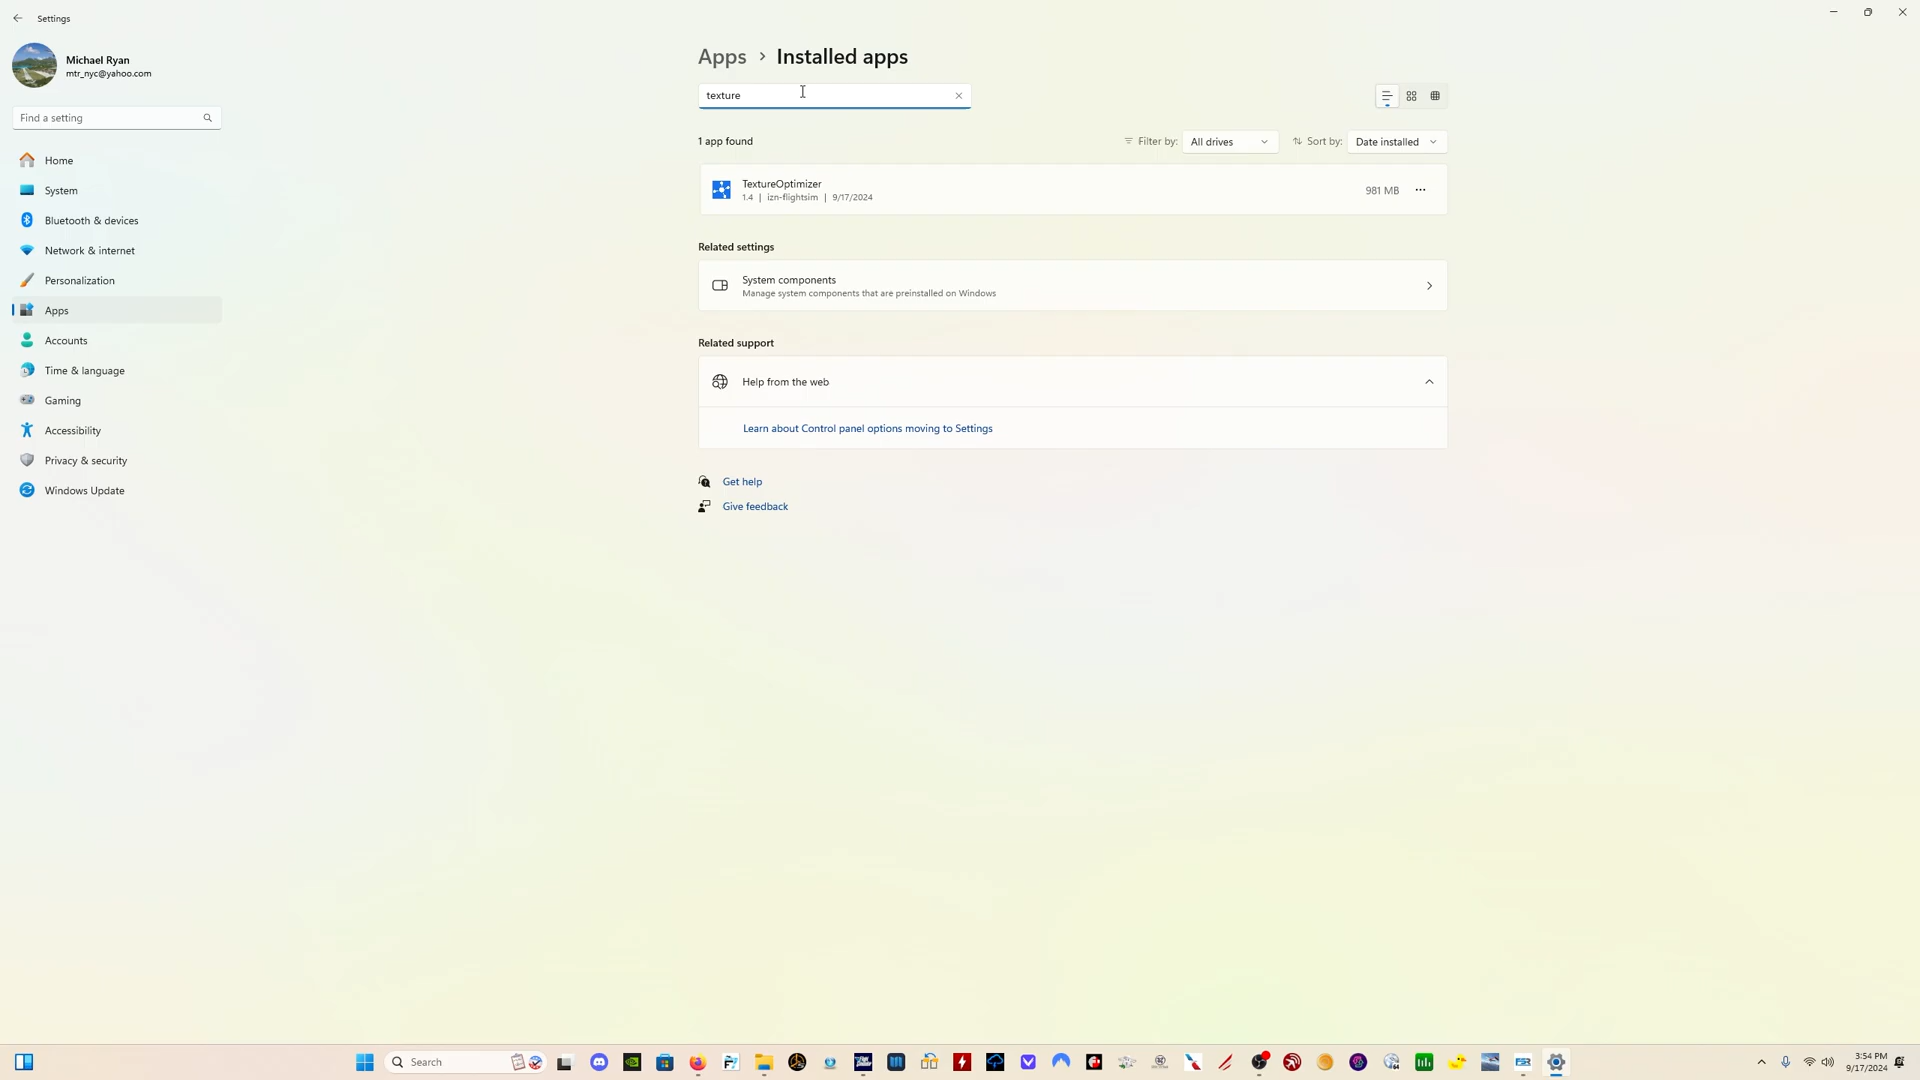 Settings
Michael Ryan
mtr_nyc@yahoo.com
Find a setting
Home
System
Bluetooth & devices
Network & internet
Personalization
Apps
Accounts
Time & language
Gaming
Accessibility
Privacy & security
Windows Update
Apps > Installed apps
texture
1 app found
Filter by: All drives
Sort by: Date installed
TextureOptimizer
1.4 | izn-flightsim | 9/17/2024
981 MB
Related settings
System components
Manage system components that are preinstalled on Windows
Related support
Help from the web
Learn about Control panel options moving to Settings
Get help
Give feedback
Search
3:54 PM
9/17/2024